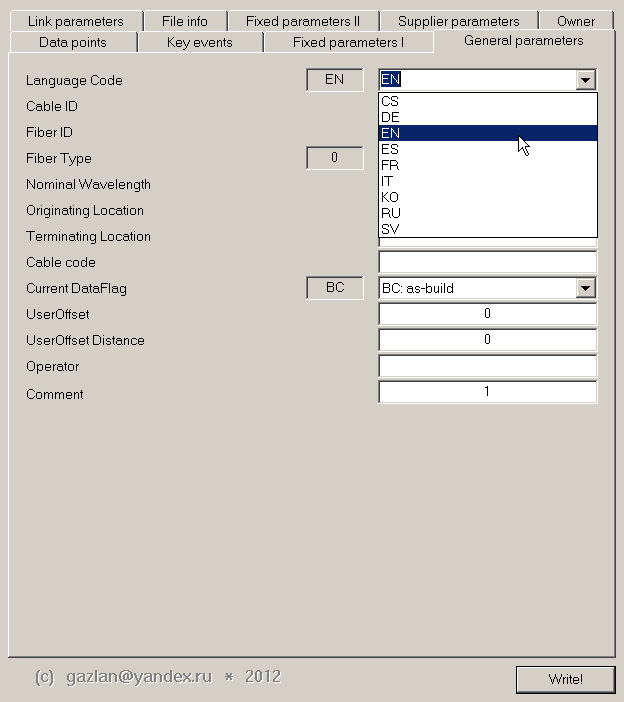 Link parameters File info Fixed parameters II Supplier parameters Owner
Data points Key events Fixed parameters I General parameters
Language Code EN EN
Cable ID CS
DE
Fiber ID EN
Fiber Type 0 ES
FR
Nominal Wavelength IT
KO
Originating Location RU
SV
Terminating Location
Cable code
Current DataFlag BC BC: as-build
UserOffset 0
UserOffset Distance 0
Operator
Comment 1
(c) gazlan@yandex.ru * 2012
Write!